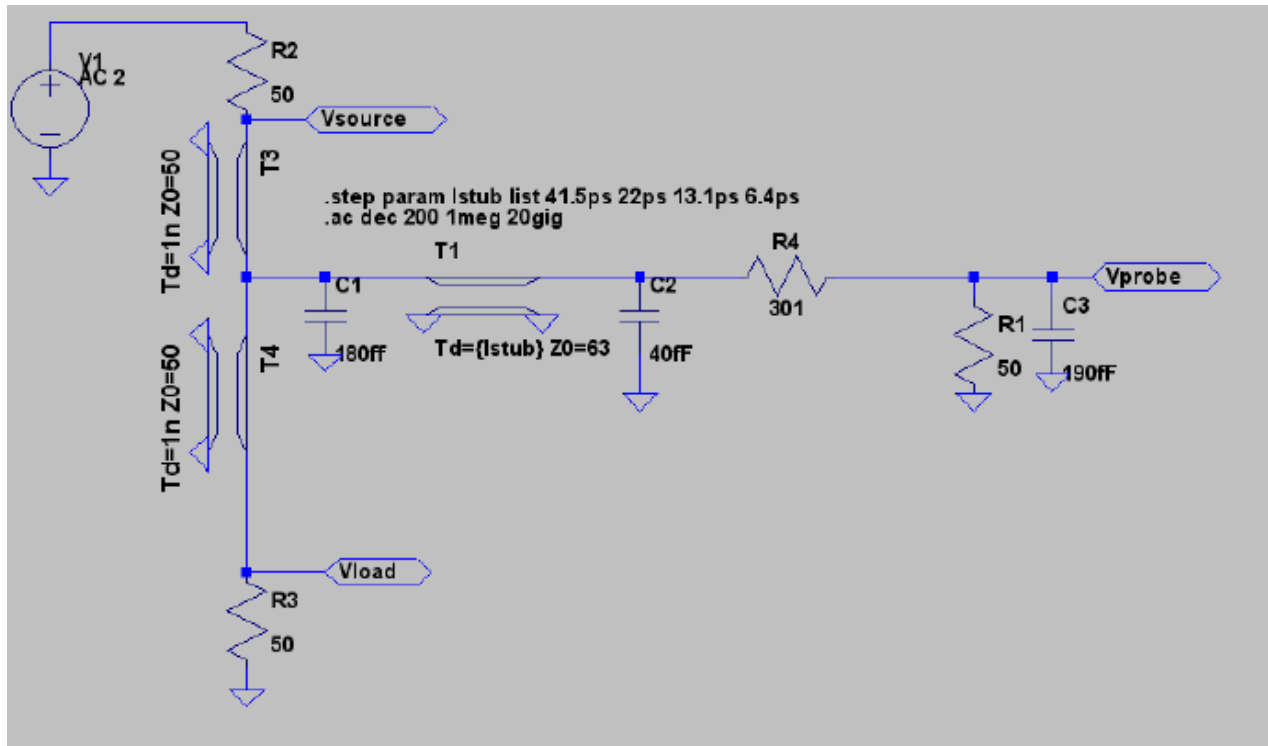 V1
AC 2
R2
50
Vsource
Td=1n Z0=50
T3
.step param lstub list 41.5ps 22ps 13.1ps 6.4ps
.ac dec 200 1meg 20gig
T1
R4
301
C1
180fF
Td={lstub} Z0=63
C2
40fF
R1
50
C3
190fF
Vprobe
Td=1n Z0=50
T4
Vload
R3
50